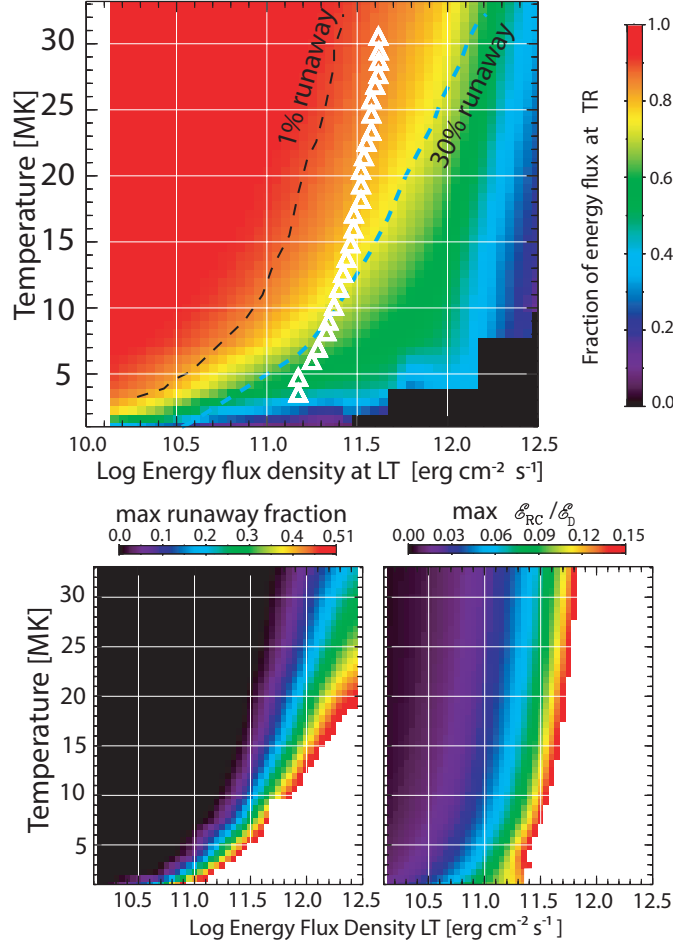 30
25
20
15
10
5
Temperature [MK]
1% runaway
30% runaway
10.0 10.5 11.0 11.5 12.0 12.5
Log Energy flux density at LT [erg cm⁻² s⁻¹]
1.0
0.8
0.6
0.4
0.2
0.0
Fraction of energy flux at TR
max runaway fraction
0.0 0.1 0.2 0.3 0.4 0.51
max ℰRC/ℰD
0.00 0.03 0.06 0.09 0.12 0.15
30
25
20
15
10
5
Temperature [MK]
10.5 11.0 11.5 12.0 12.5
10.5 11.0 11.5 12.0 12.5
Log Energy Flux Density LT [erg cm⁻² s⁻¹]